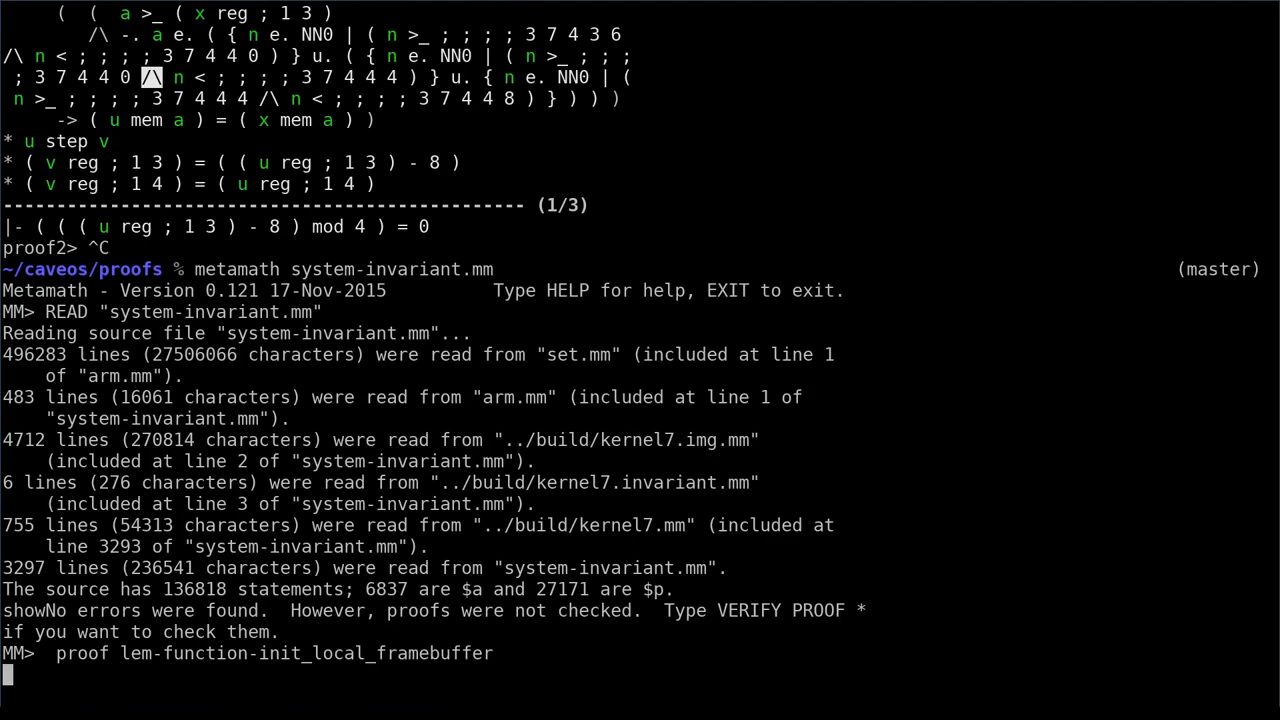 ( ( a >_ ( x reg ; 1 3 )
/\ -. a e. ( { n e. NN0 | ( n >_ ; ; ; ; 3 7 4 3 6
/\ n < ; ; ; ; 3 7 4 4 0 ) } u. ( { n e. NN0 | ( n >_ ; ; ;
; 3 7 4 4 0 /\ n < ; ; ; ; 3 7 4 4 4 ) } u. { n e. NN0 | (
n >_ ; ; ; ; 3 7 4 4 4 /\ n < ; ; ; ; 3 7 4 4 8 ) } ) ) )
-> ( u mem a ) = ( x mem a ) )
* u step v
* ( v reg ; 1 3 ) = ( ( u reg ; 1 3 ) - 8 )
* ( v reg ; 1 4 ) = ( u reg ; 1 4 )
------------------------------------------------- (1/3)
|- ( ( ( u reg ; 1 3 ) - 8 ) mod 4 ) = 0
proof2> ^C
~/caveos/proofs % metamath system-invariant.mm (master)
Metamath - Version 0.121 17-Nov-2015 Type HELP for help, EXIT to exit.
MM> READ "system-invariant.mm"
Reading source file "system-invariant.mm"...
496283 lines (27506066 characters) were read from "set.mm" (included at line 1
of "arm.mm").
483 lines (16061 characters) were read from "arm.mm" (included at line 1 of
"system-invariant.mm").
4712 lines (270814 characters) were read from "../build/kernel7.img.mm"
(included at line 2 of "system-invariant.mm").
6 lines (276 characters) were read from "../build/kernel7.invariant.mm"
(included at line 3 of "system-invariant.mm").
755 lines (54313 characters) were read from "../build/kernel7.mm" (included at
line 3293 of "system-invariant.mm").
3297 lines (236541 characters) were read from "system-invariant.mm".
The source has 136818 statements; 6837 are $a and 27171 are $p.
showNo errors were found. However, proofs were not checked. Type VERIFY PROOF *
if you want to check them.
MM> proof lem-function-init_local_framebuffer